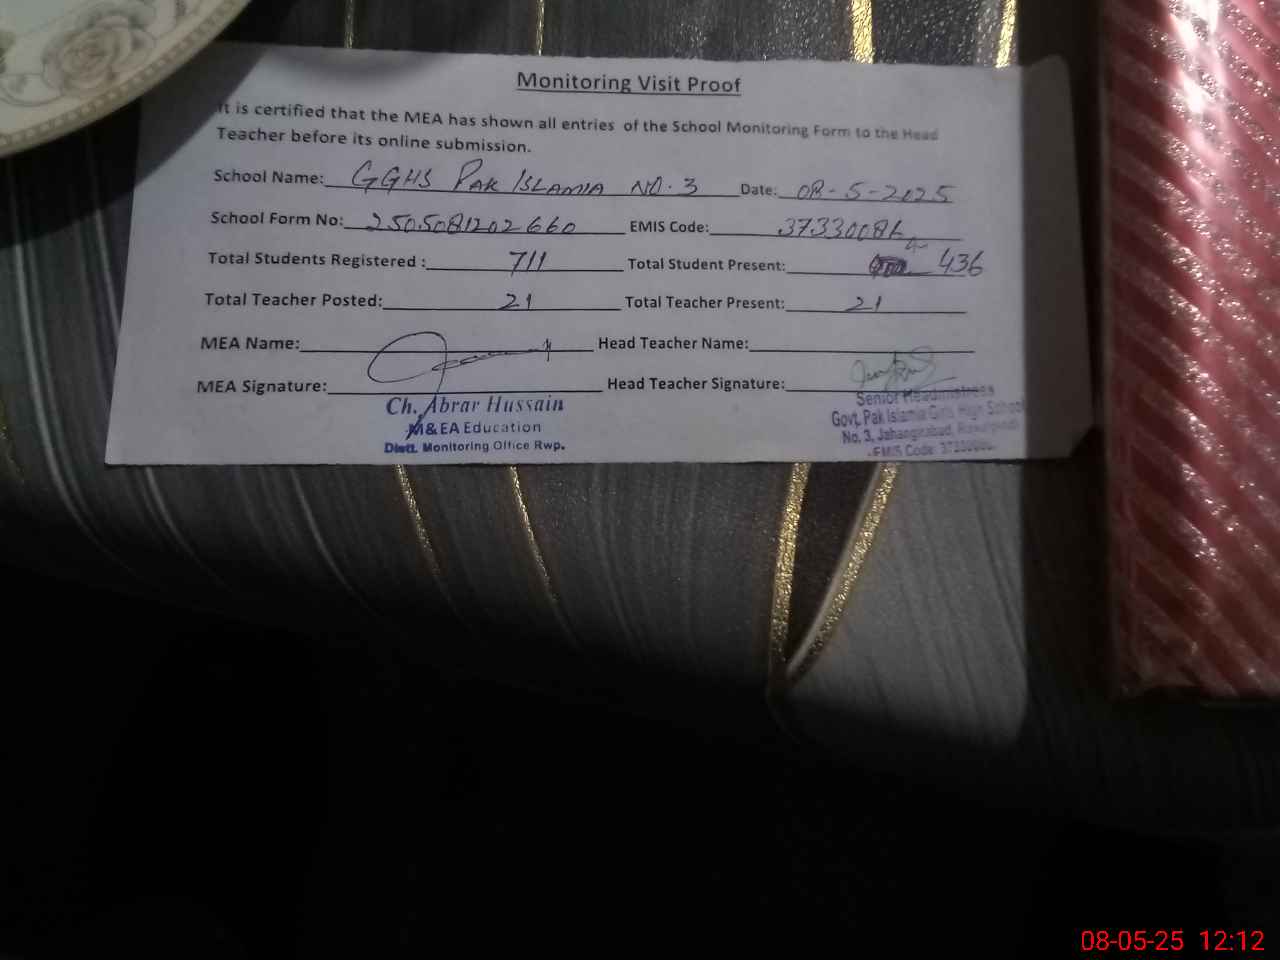 Monitoring Visit Proof
It is certified that the MEA has shown all entries of the School Monitoring Form to the Head
Teacher before its online submission.
School Name: GGHS PAK ISLAMIA NO. 3 Date: 08-5-2025
School Form No: 2505081202660 EMIS Code: 3733008
Total Students Registered : 711 Total Student Present: 436
Total Teacher Posted: 21 Total Teacher Present: 21
MEA Name: Head Teacher Name:
MEA Signature: Head Teacher Signature:
Ch. Abrar Hussain
M&EA Education
Distt. Monitoring Office Rwp.
Senior Headmistress
Govt. Pak Islamia Girls High School
No. 3, Jahangirabad, Rawalpindi
EMIS Code:
08-05-25 12:12